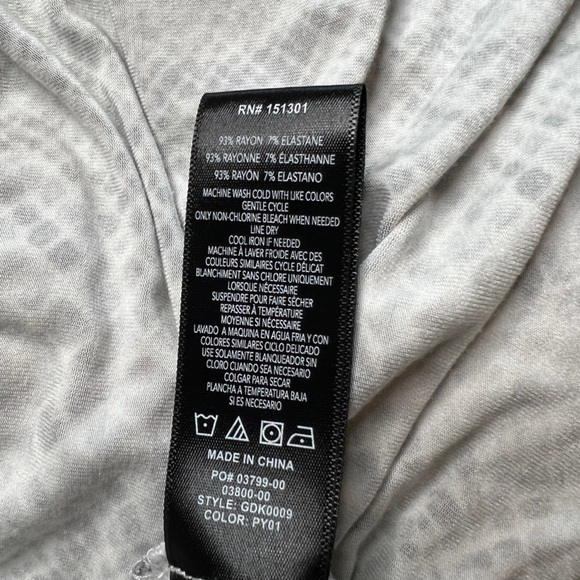 RN# 151301
93% RAYON 7% ELASTANE
93% RAYONNE 7% ÉLASTHANNE
93% RAYÓN 7% ELASTANO
MACHINE WASH COLD WITH LIKE COLORS
GENTLE CYCLE
ONLY NON-CHLORINE BLEACH WHEN NEEDED
LINE DRY
COOL IRON IF NEEDED
MACHINE À LAVER FROIDE AVEC DES
COULEURS SIMILAIRES CYCLE DÉLICAT
BLANCHIMENT SANS CHLORE UNIQUEMENT
LORSQUE NÉCESSAIRE
SUSPENDRE POUR FAIRE SÉCHER
REPASSER À TEMPÉRATURE
MOYENNE SI NÉCESSAIRE
LAVADO A MAQUINA EN AGUA FRIA Y CON
COLORES SIMILARES CICLO DELICADO
USE SOLAMENTE BLANQUEADOR SIN
CLORO CUANDO SEA NECESARIO
COLGAR PARA SECAR
PLANCHA A TEMPERATURA BAJA
SI ES NECESARIO
MADE IN CHINA
PO# 03799-00
03800-00
STYLE: GDK0009
COLOR: PY01